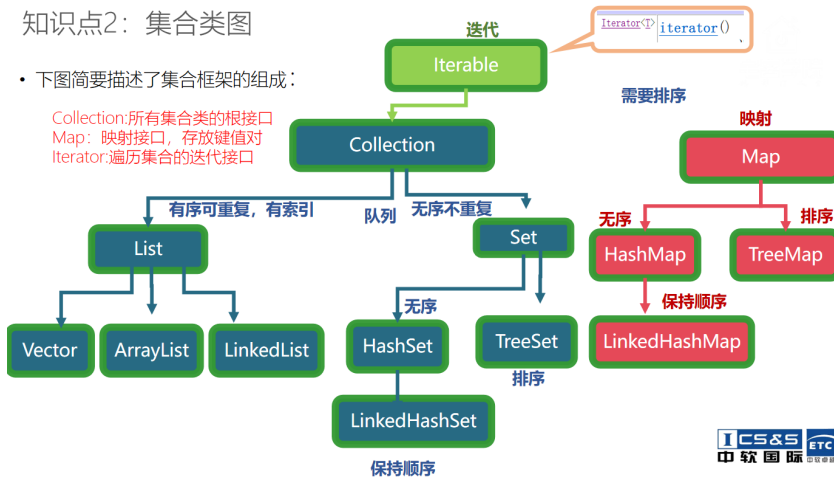 知识点2：集合类图
迭代
Iterator<T> iterator()
Iterable
• 下图简要描述了集合框架的组成：
需要排序
Collection:所有集合类的根接口
Map：映射接口，存放键值对
Iterator:遍历集合的迭代接口
映射
Collection
Map
有序可重复，有索引
队列
无序不重复
无序
排序
List
Set
HashMap
TreeMap
无序
保持顺序
Vector
ArrayList
LinkedList
HashSet
TreeSet
LinkedHashMap
排序
LinkedHashSet
保持顺序
ICS&S
ETC
中软国际